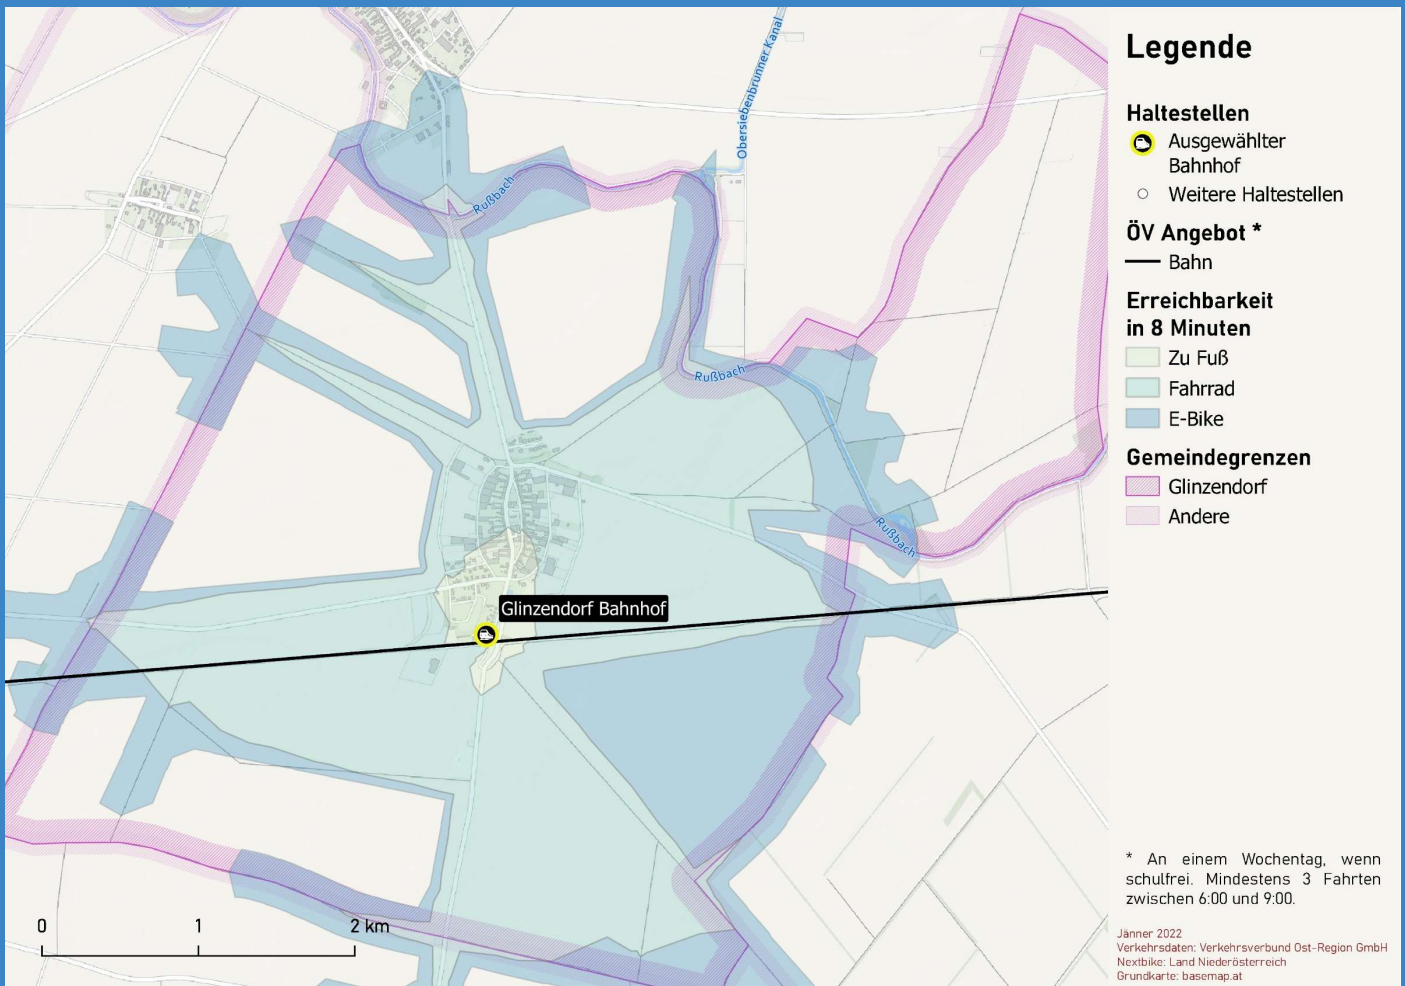 Obersiebenbrunner Kanal
Rußbach
Rußbach
Rußbach
Glinzendorf Bahnhof
0 1 2 km
Legende
Haltestellen
Ausgewählter
Bahnhof
Weitere Haltestellen
ÖV Angebot *
Bahn
Erreichbarkeit
in 8 Minuten
Zu Fuß
Fahrrad
E-Bike
Gemeindegrenzen
Glinzendorf
Andere
* An einem Wochentag, wenn
schulfrei. Mindestens 3 Fahrten
zwischen 6:00 und 9:00.
Jänner 2022
Verkehrsdaten: Verkehrsverbund Ost-Region GmbH
Nextbike: Land Niederösterreich
Grundkarte: basemap.at